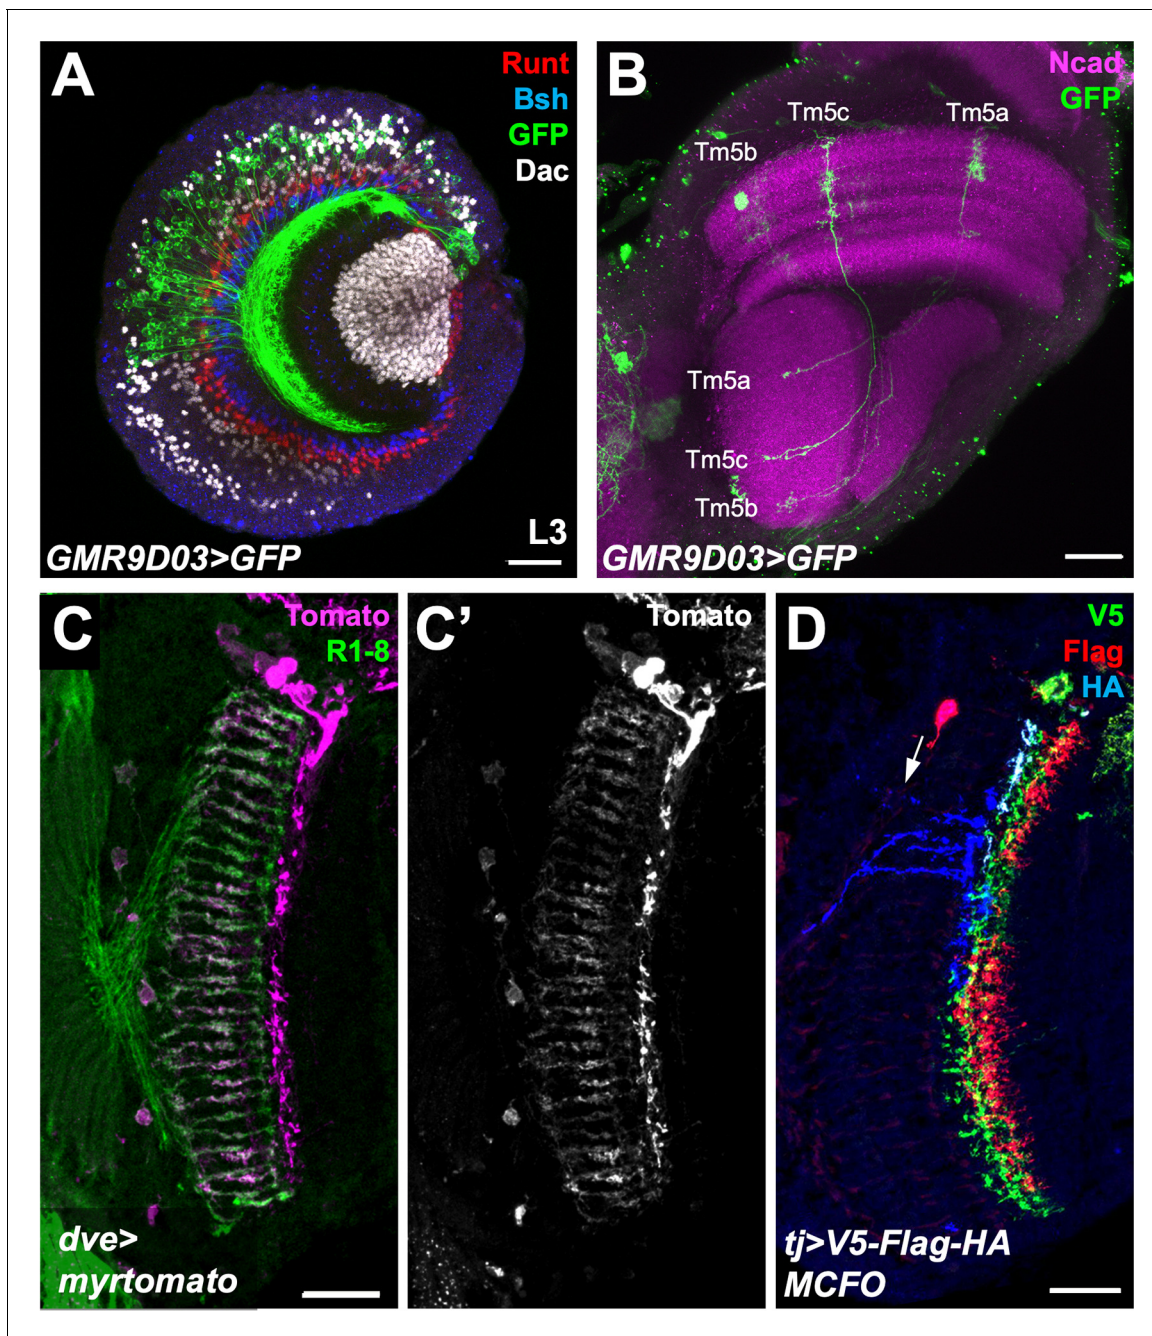 A
Runt
Bsh
GFP
Dac
L3
GMR9D03>GFP
B
Ncad
GFP
Tm5c
Tm5a
Tm5b
Tm5a
Tm5c
Tm5b
GMR9D03>GFP
C
Tomato
R1-8
dve>
myrtomato
C’
Tomato
D
V5
Flag
HA
tj>V5-Flag-HA
MCFO